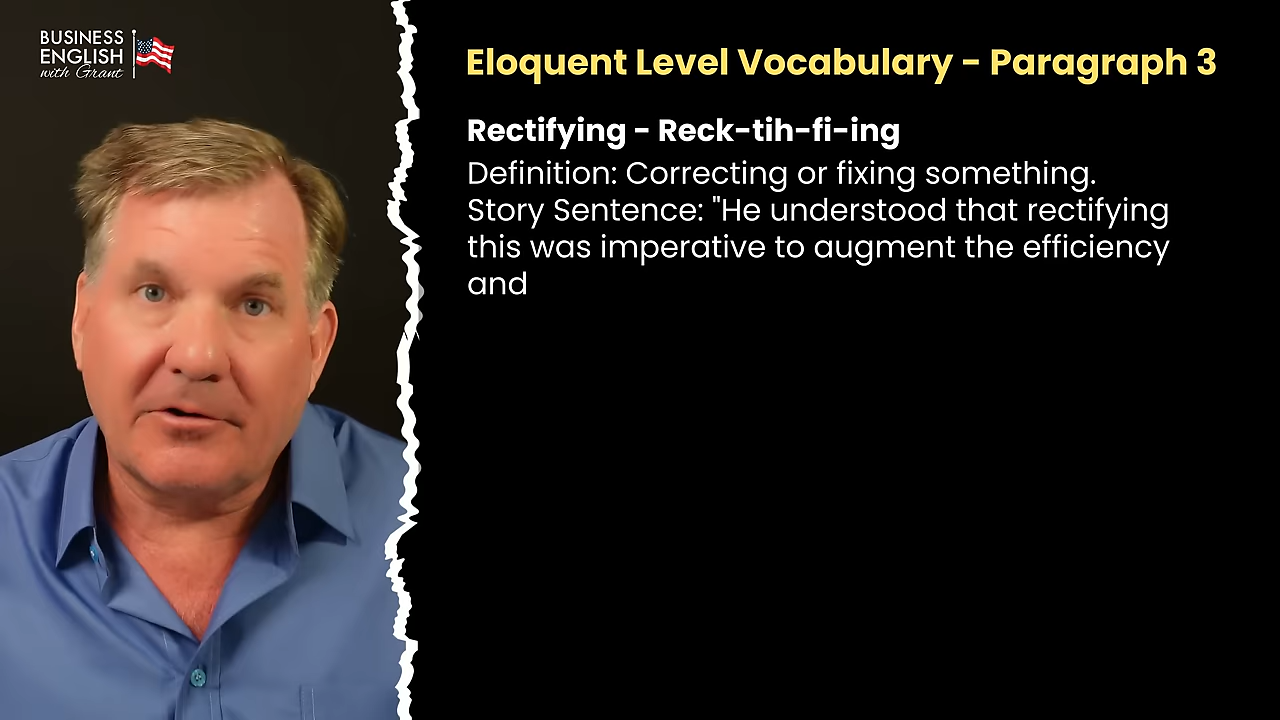 BUSINESS
ENGLISH
with Grant
Eloquent Level Vocabulary - Paragraph 3
Rectifying - Reck-tih-fi-ing
Definition: Correcting or fixing something.
Story Sentence: "He understood that rectifying
this was imperative to augment the efficiency
and